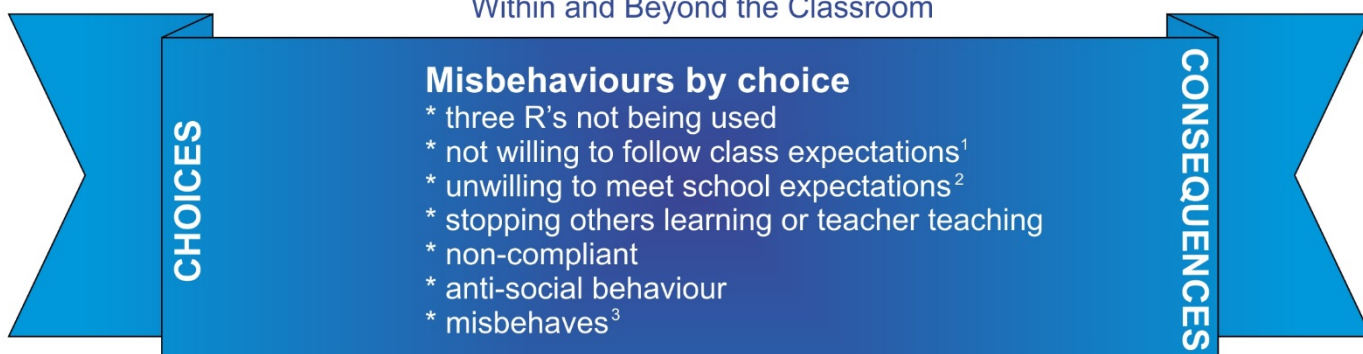 Within and Beyond the Classroom
CHOICES
Misbehaviours by choice
* three R's not being used
* not willing to follow class expectations¹
* unwilling to meet school expectations²
* stopping others learning or teacher teaching
* non-compliant
* anti-social behaviour
* misbehaves³
CONSEQUENCES